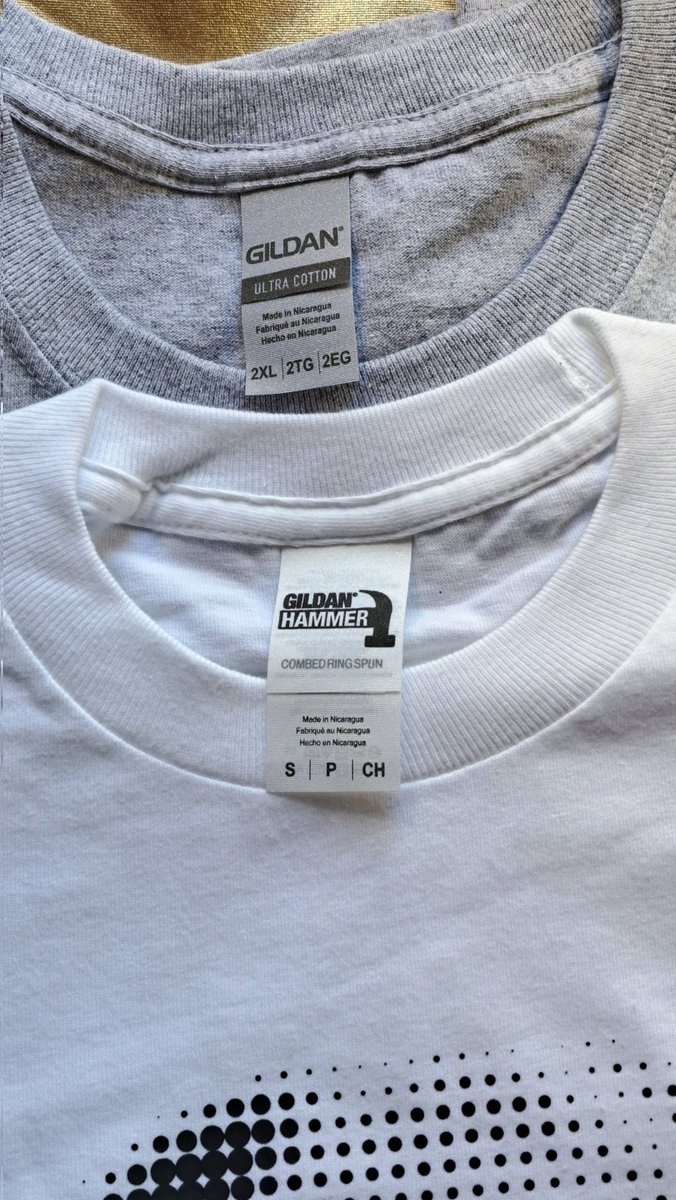 GILDAN®
ULTRA COTTON
Made in Nicaragua
Fabriqué au Nicaragua
Hecho en Nicaragua
2XL | 2TG | 2EG
GILDAN®
HAMMER
COMBED RING SPUN
Made in Nicaragua
Fabriqué au Nicaragua
Hecho en Nicaragua
S | P | CH